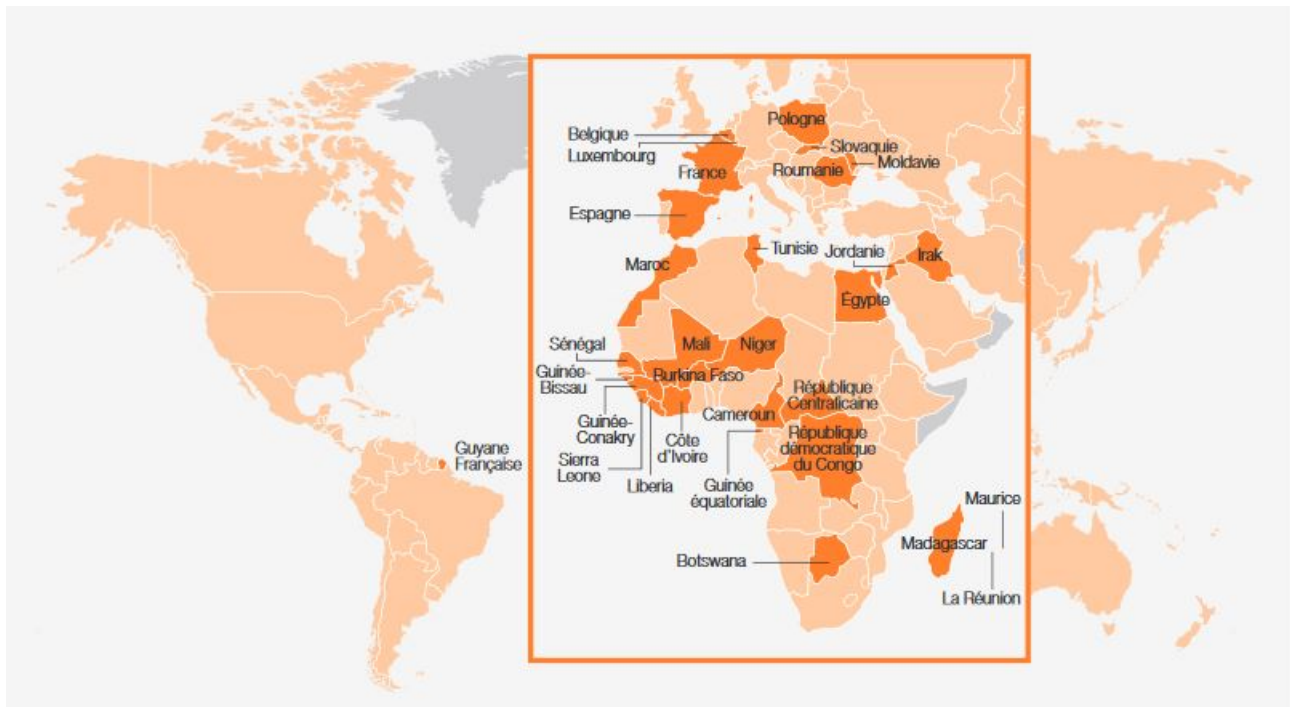 Pologne
Belgique
Slovaquie
Luxembourg
Moldavie
France
Roumanie
Espagne
Tunisie
Jordanie
Irak
Maroc
Égypte
Sénégal
Mali
Niger
Guinée-
Bissau
Burkina Faso
République
Centraficaine
Guinée-
Conakry
Cameroun
Côte
d'Ivoire
République
démocratique
du Congo
Guyane
Française
Sierra
Leone
Liberia
Guinée
équatoriale
Maurice
Madagascar
Botswana
La Réunion